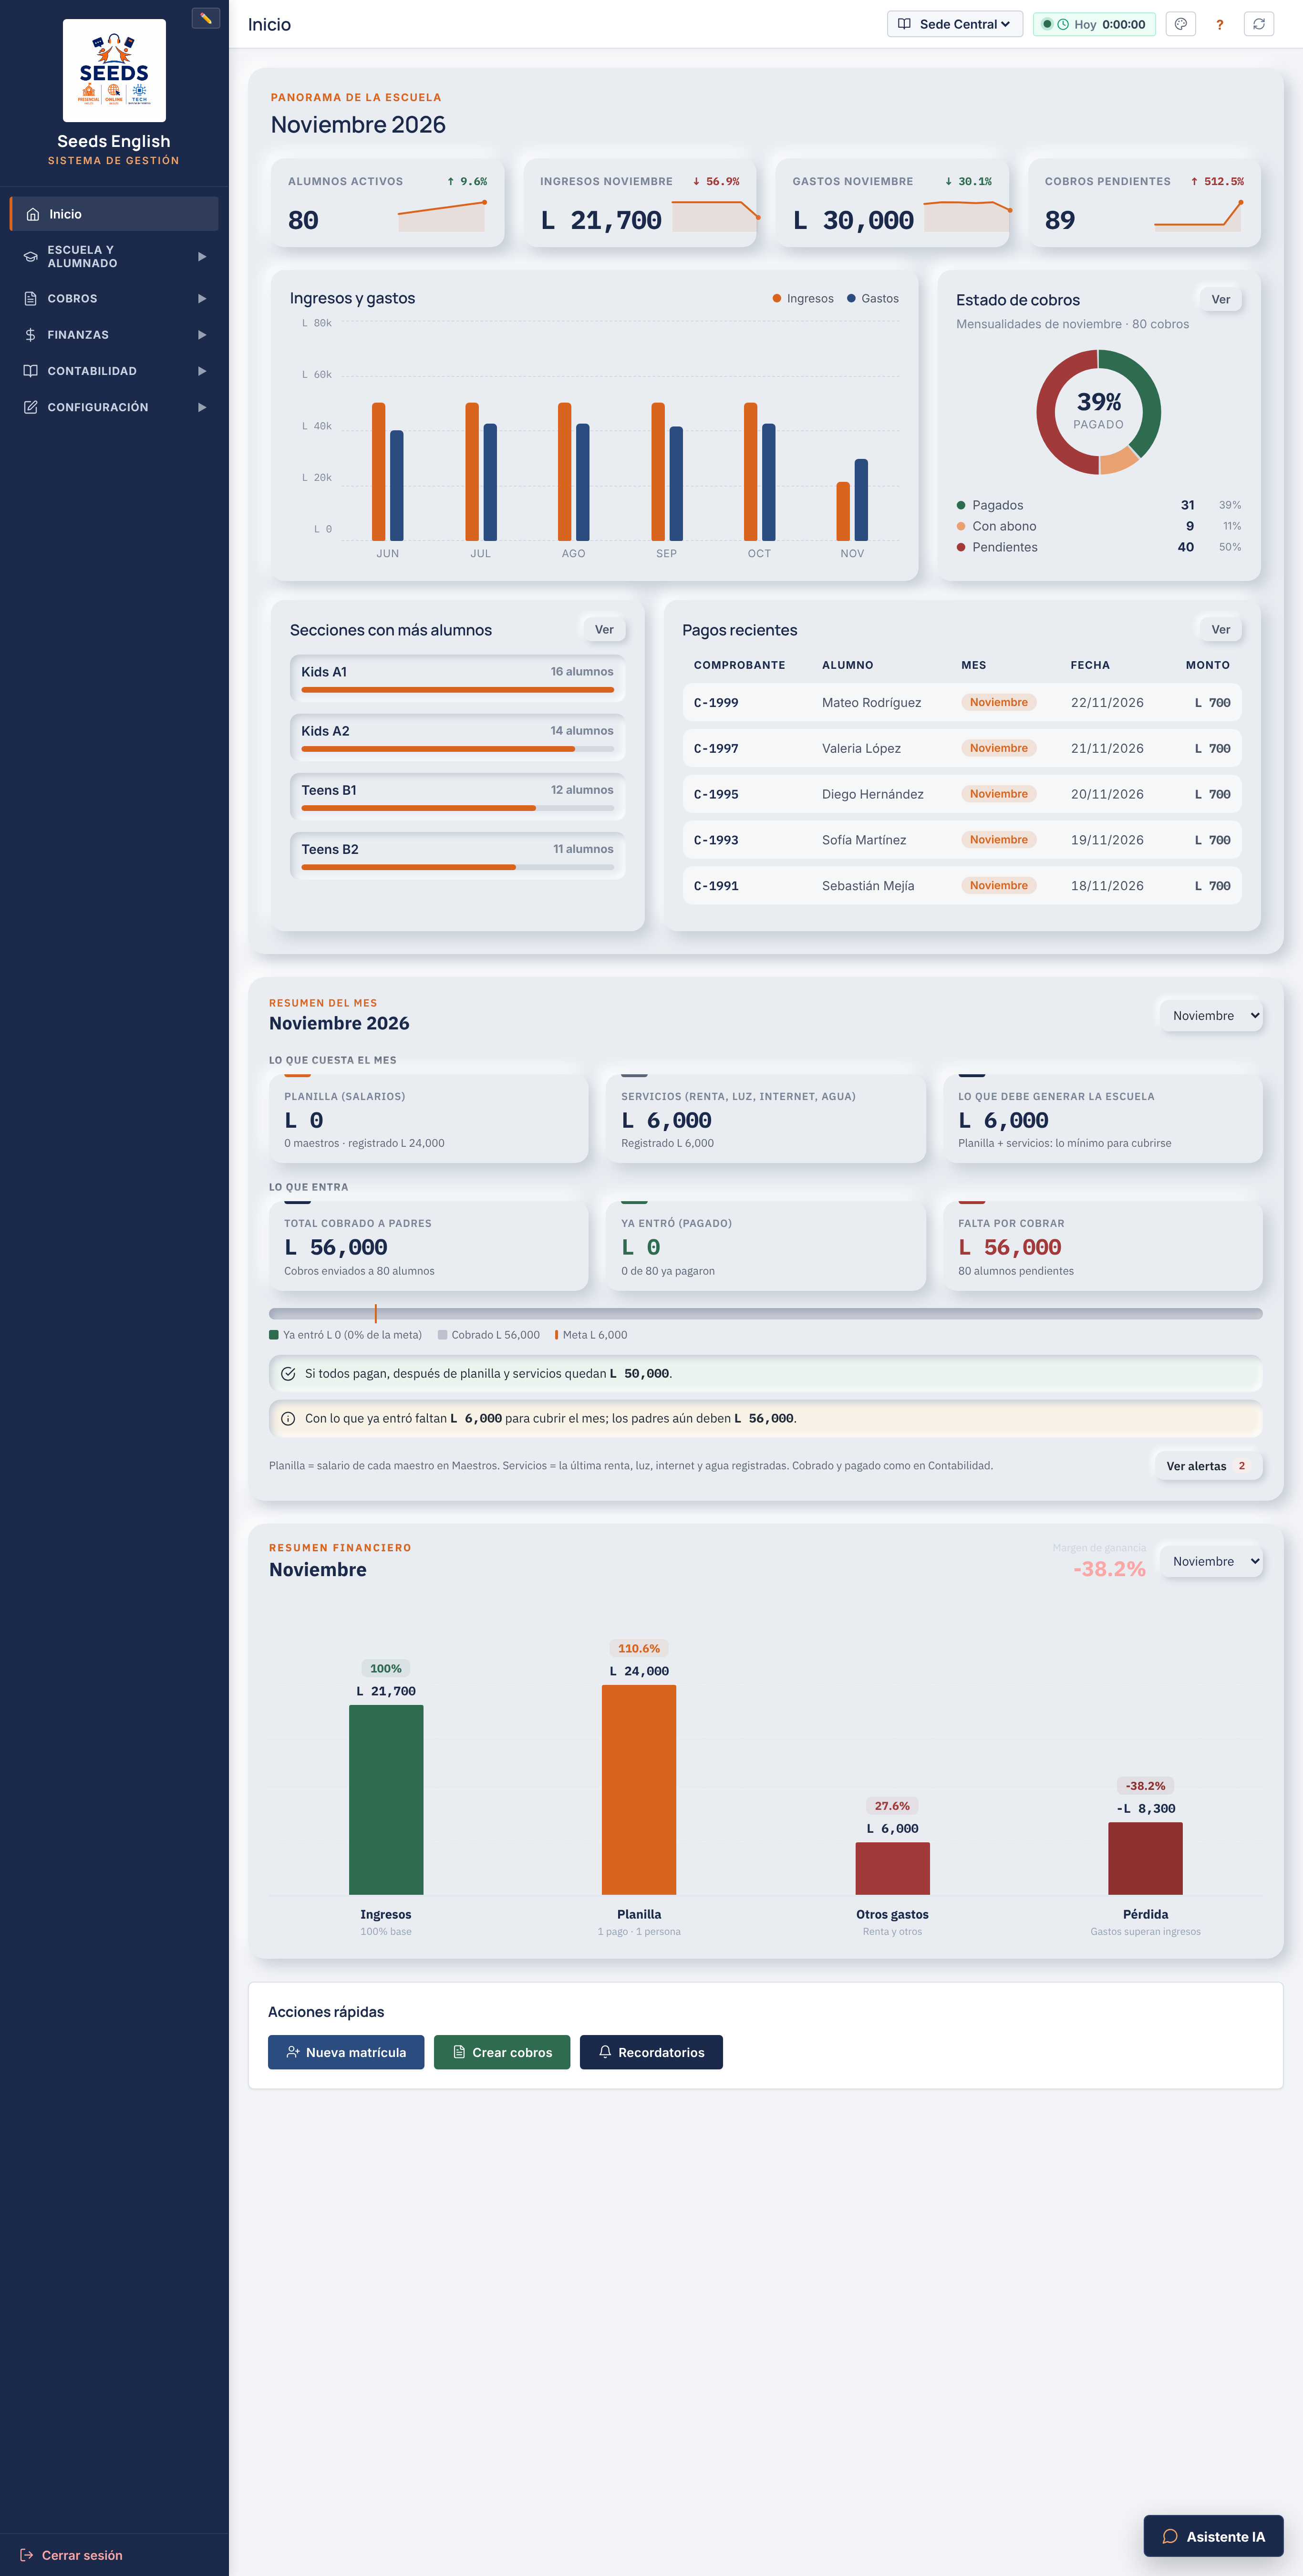 SEEDS
PRESENCIAL
ONLINE
TECH
Seeds English
SISTEMA DE GESTIÓN
Inicio
ESCUELA Y
ALUMNADO
COBROS
FINANZAS
CONTABILIDAD
CONFIGURACIÓN
Cerrar sesión
Inicio
Sede Central
Hoy 0:00:00
?
PANORAMA DE LA ESCUELA
Noviembre 2026
ALUMNOS ACTIVOS ↑ 9.6%
80
INGRESOS NOVIEMBRE ↓ 56.9%
L 21,700
GASTOS NOVIEMBRE ↓ 30.1%
L 30,000
COBROS PENDIENTES ↑ 512.5%
89
Ingresos y gastos
Ingresos Gastos
L 80k
L 60k
L 40k
L 20k
L 0
JUN JUL AGO SEP OCT NOV
Estado de cobros Ver
Mensualidades de noviembre · 80 cobros
39%
PAGADO
Pagados 31 39%
Con abono 9 11%
Pendientes 40 50%
Secciones con más alumnos Ver
Kids A1 16 alumnos
Kids A2 14 alumnos
Teens B1 12 alumnos
Teens B2 11 alumnos
Pagos recientes Ver
COMPROBANTE ALUMNO MES FECHA MONTO
C-1999 Mateo Rodríguez Noviembre 22/11/2026 L 700
C-1997 Valeria López Noviembre 21/11/2026 L 700
C-1995 Diego Hernández Noviembre 20/11/2026 L 700
C-1993 Sofía Martínez Noviembre 19/11/2026 L 700
C-1991 Sebastián Mejía Noviembre 18/11/2026 L 700
RESUMEN DEL MES
Noviembre 2026
Noviembre
LO QUE CUESTA EL MES
PLANILLA (SALARIOS)
L 0
0 maestros · registrado L 24,000
SERVICIOS (RENTA, LUZ, INTERNET, AGUA)
L 6,000
Registrado L 6,000
LO QUE DEBE GENERAR LA ESCUELA
L 6,000
Planilla + servicios: lo mínimo para cubrirse
LO QUE ENTRA
TOTAL COBRADO A PADRES
L 56,000
Cobros enviados a 80 alumnos
YA ENTRÓ (PAGADO)
L 0
0 de 80 ya pagaron
FALTA POR COBRAR
L 56,000
80 alumnos pendientes
Ya entró L 0 (0% de la meta) Cobrado L 56,000 Meta L 6,000
Si todos pagan, después de planilla y servicios quedan L 50,000.
Con lo que ya entró faltan L 6,000 para cubrir el mes; los padres aún deben L 56,000.
Planilla = salario de cada maestro en Maestros. Servicios = la última renta, luz, internet y agua registradas. Cobrado y pagado como en Contabilidad.
Ver alertas 2
RESUMEN FINANCIERO
Noviembre
Margen de ganancia
-38.2%
Noviembre
100%
L 21,700
Ingresos
100% base
110.6%
L 24,000
Planilla
1 pago · 1 persona
27.6%
L 6,000
Otros gastos
Renta y otros
-38.2%
-L 8,300
Pérdida
Gastos superan ingresos
Acciones rápidas
Nueva matrícula
Crear cobros
Recordatorios
Asistente IA